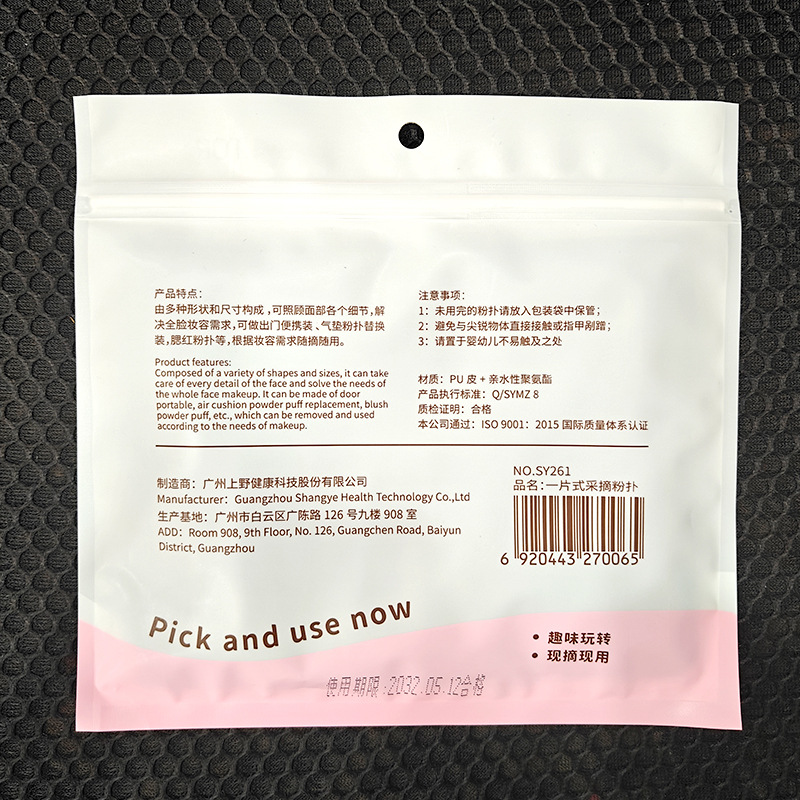 产品特点：
由多种形状和尺寸构成，可照顾面部各个细节，解
决全脸妆容需求，可做出门便携装、气垫粉扑替换
装，腮红粉扑等，根据妆容需求随摘随用。
Product features:
Composed of a variety of shapes and sizes, it can take
care of every detail of the face and solve the needs of
the whole face makeup. It can be made of door
portable, air cushion powder puff replacement, blush
powder puff, etc., which can be removed and used
according to the needs of makeup.
注意事项：
1：未用完的粉扑请放入包装袋中保管；
2：避免与尖锐物体直接接触或指甲剐蹭；
3：请置于婴幼儿不易触及之处
材质：PU 皮 + 亲水性聚氨酯
产品执行标准：Q/SYMZ 8
质检证明：合格
本公司通过：ISO 9001：2015 国际质量体系认证
制造商：广州上野健康科技股份有限公司
Manufacturer：Guangzhou Shangye Health Technology Co.,Ltd
生产基地：广州市白云区广陈路 126 号九楼 908 室
ADD：Room 908, 9th Floor, No. 126, Guangchen Road, Baiyun
District, Guangzhou
NO.SY261
品名：一片式采摘粉扑
6 920443 270065
Pick and use now
• 趣味玩转
• 现摘现用
使用期限:2032.05.12合格